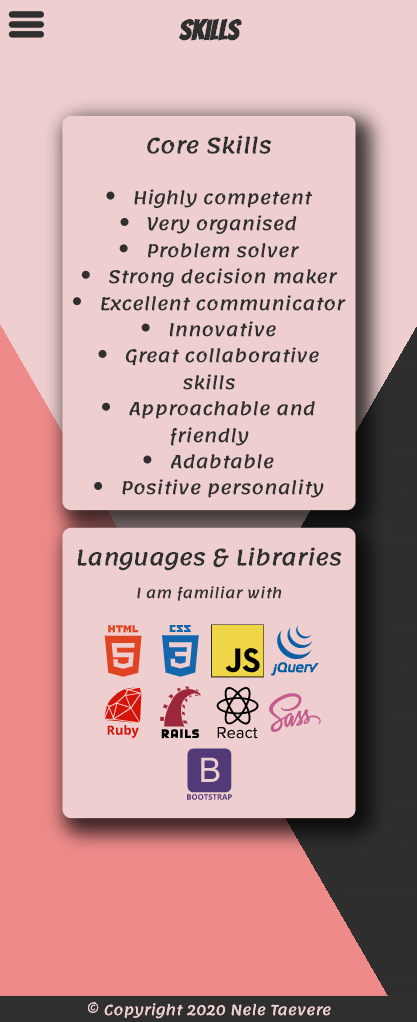 SKILLS
Core Skills
• Highly competent
• Very organised
• Problem solver
• Strong decision maker
• Excellent communicator
• Innovative
• Great collaborative
skills
• Approachable and
friendly
• Adabtable
• Positive personality
Languages & Libraries
I am familiar with
HTML CSS
5 3 JS jQuery
Ruby RAILS React Sass
B
BOOTSTRAP
© Copyright 2020 Nele Taevere